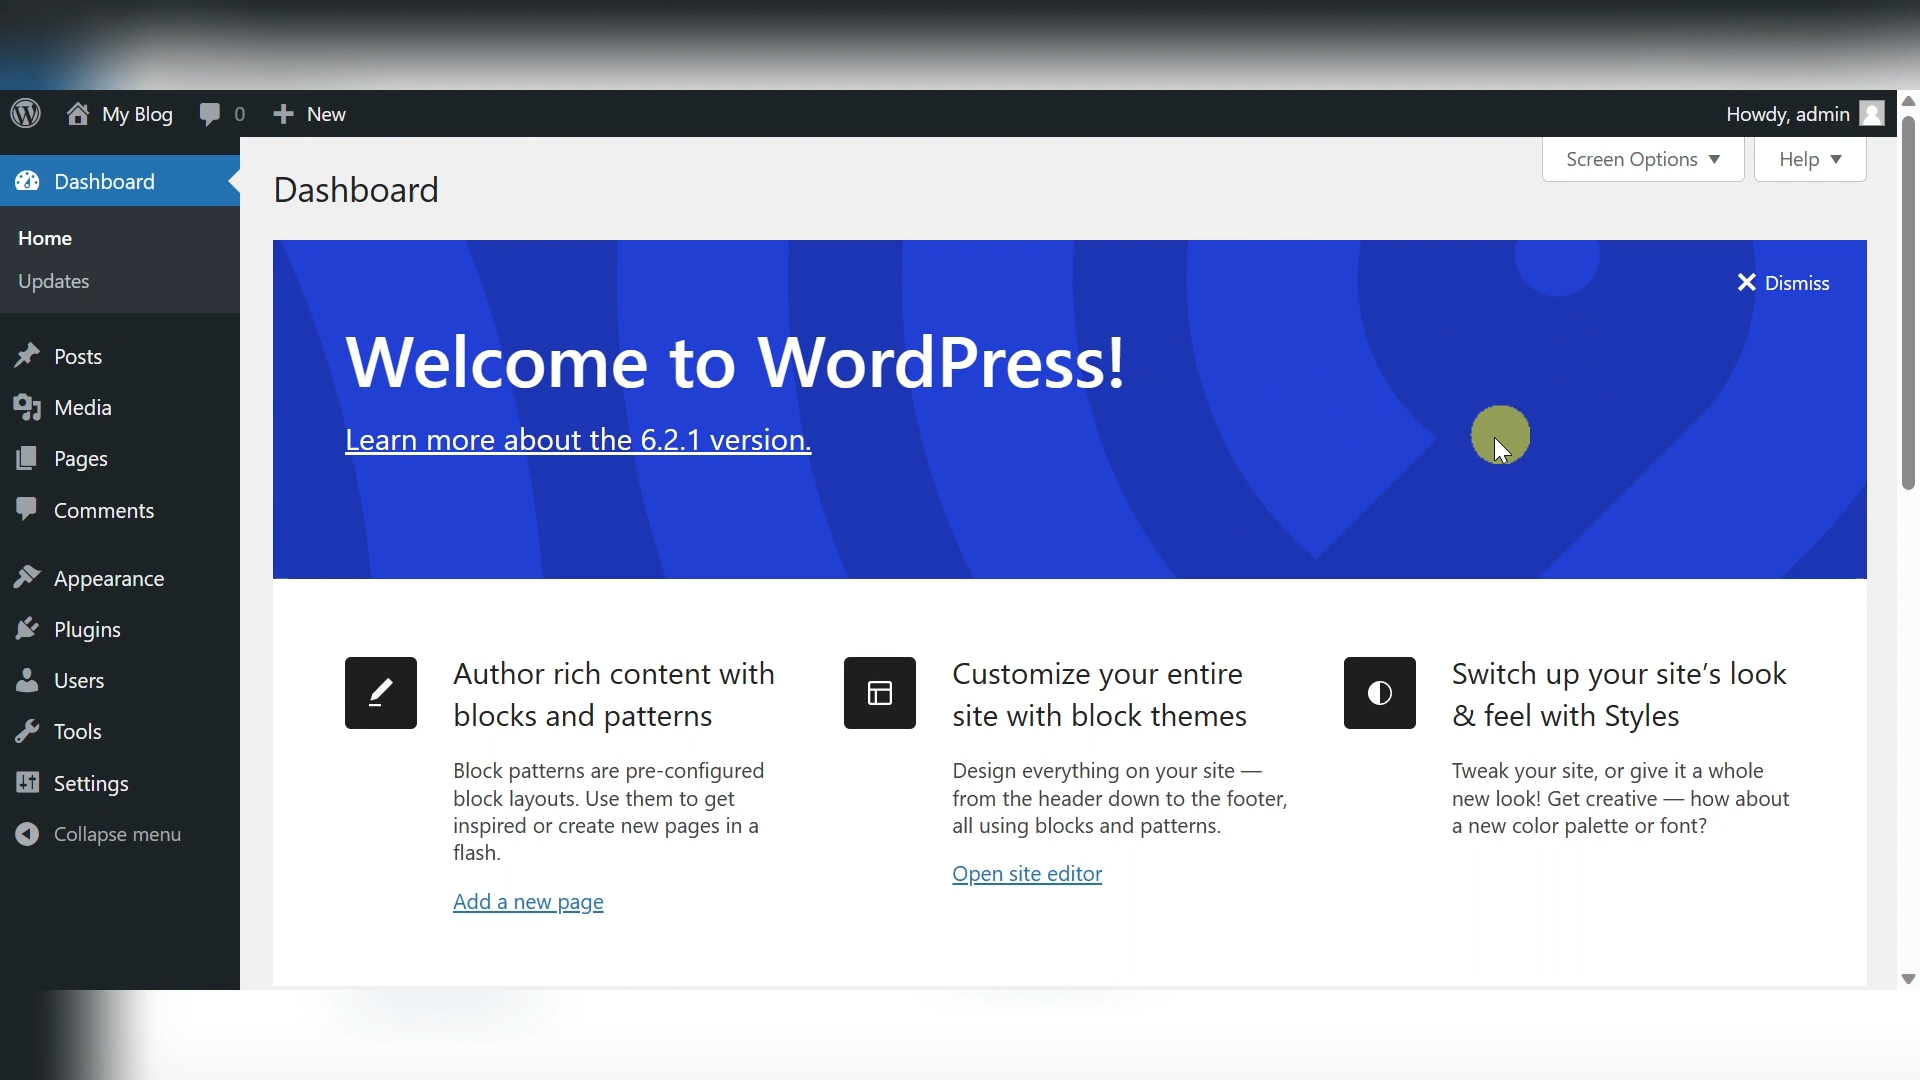 My Blog 0 New Howdy, admin
Screen Options Help
Dashboard
Home
Updates
Posts
Media
Pages
Comments
Appearance
Plugins
Users
Tools
Settings
Collapse menu
Dashboard
Dismiss
Welcome to WordPress!
Learn more about the 6.2.1 version.
Author rich content with
blocks and patterns
Block patterns are pre-configured
block layouts. Use them to get
inspired or create new pages in a
flash.
Add a new page
Customize your entire
site with block themes
Design everything on your site —
from the header down to the footer,
all using blocks and patterns.
Open site editor
Switch up your site’s look
& feel with Styles
Tweak your site, or give it a whole
new look! Get creative — how about
a new color palette or font?